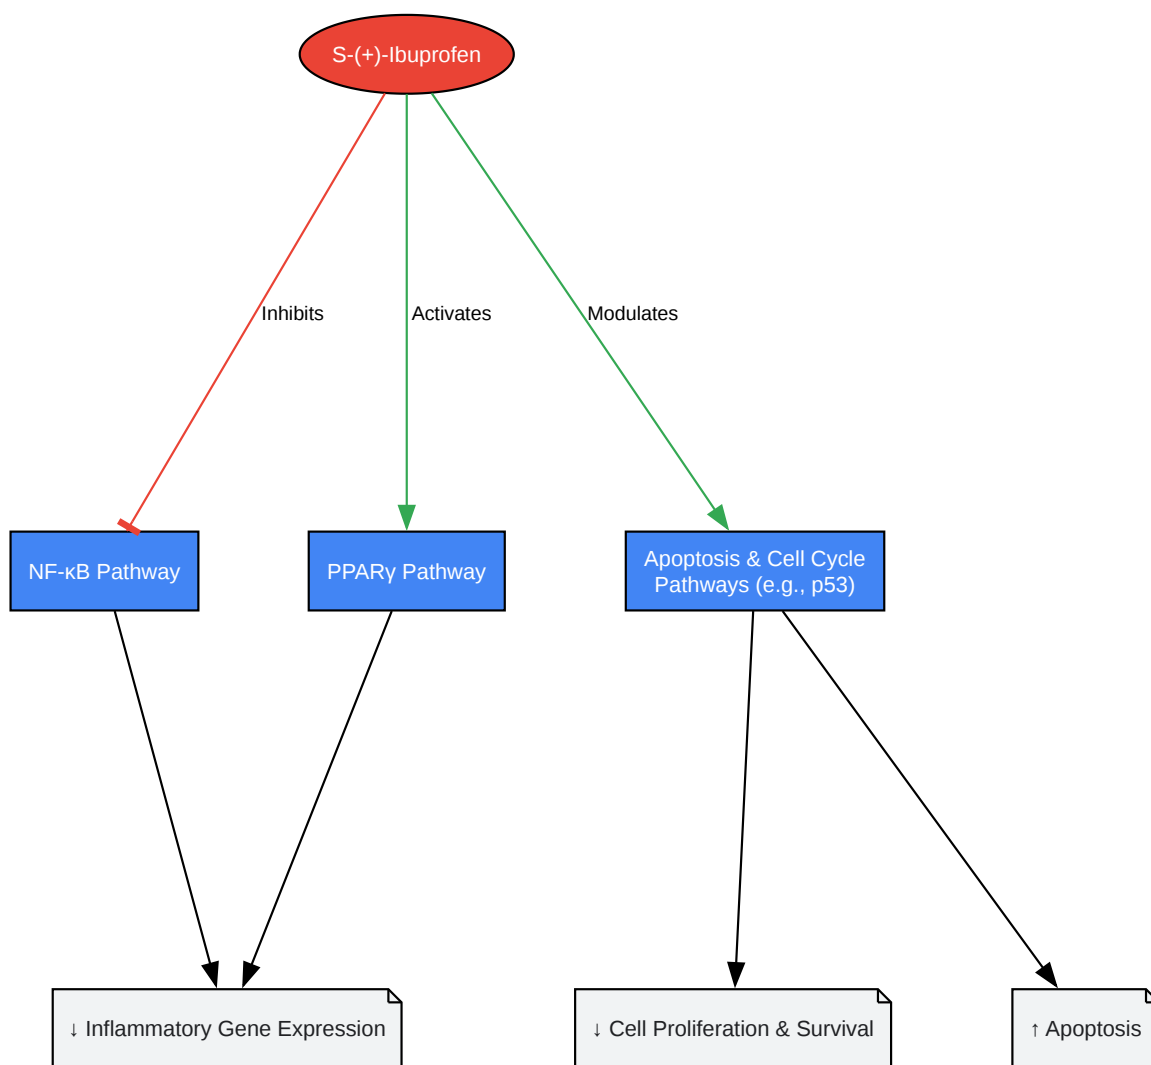 S-(+)-Ibuprofen
Inhibits
Activates
Modulates
NF-κB Pathway
PPARγ Pathway
Apoptosis & Cell Cycle
Pathways (e.g., p53)
↓ Inflammatory Gene Expression
↓ Cell Proliferation & Survival
↑ Apoptosis